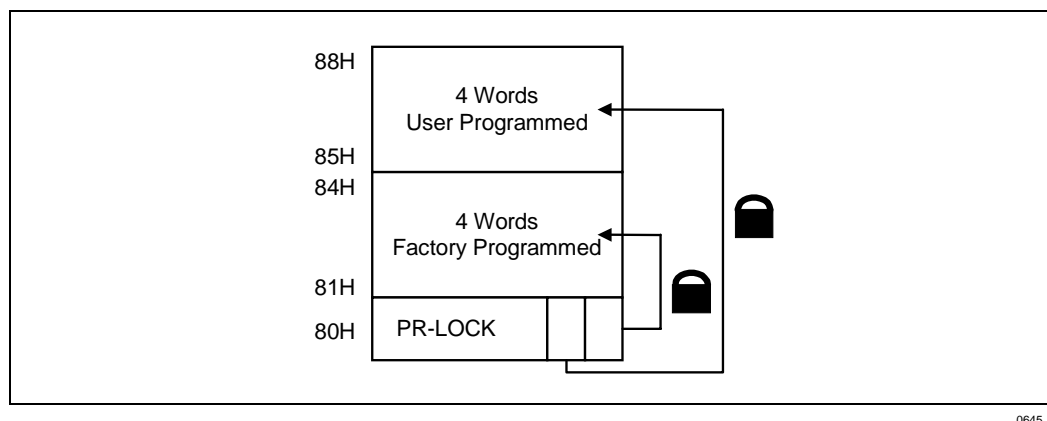 88H
4 Words
User Programmed
85H
84H
4 Words
Factory Programmed
81H
80H
PR-LOCK
0645